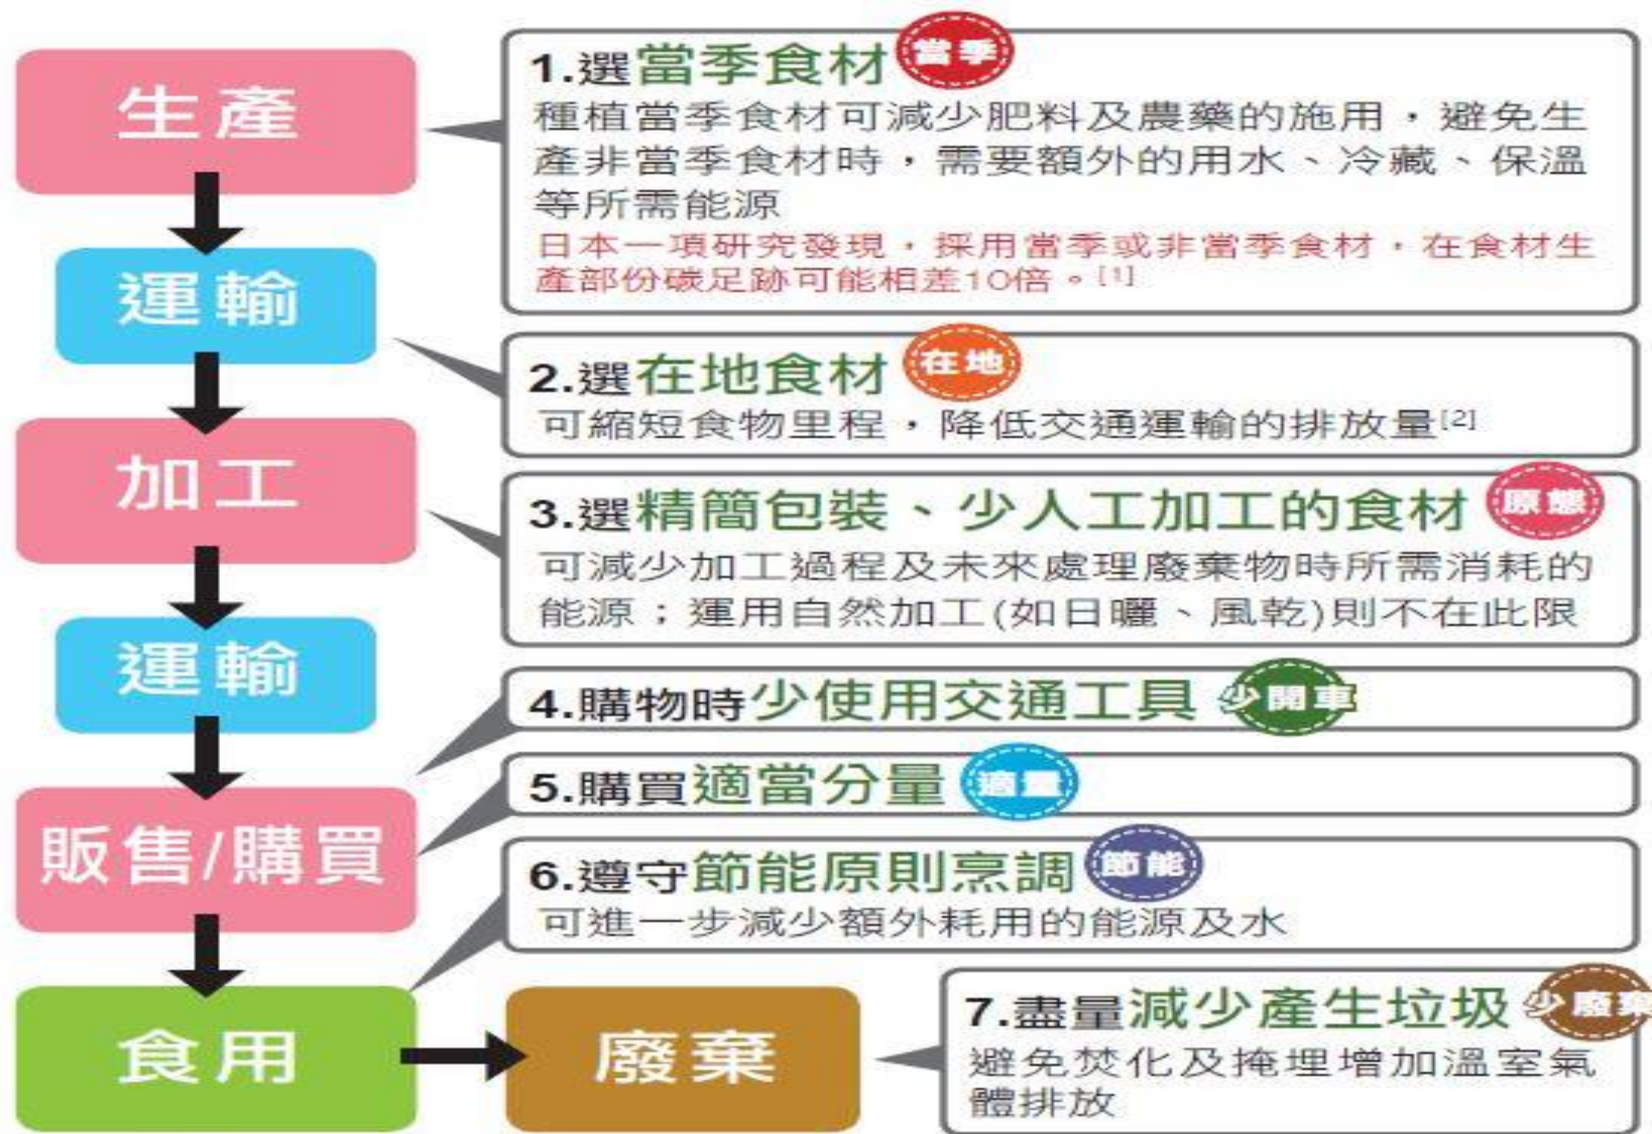 生產
運輸
加工
運輸
販售/購買
食用
廢棄
1.選當季食材 當季
種植當季食材可減少肥料及農藥的施用,避免生
產非當季食材時,需要額外的用水、冷藏、保溫
等所需能源
日本一項研究發現,採用當季或非當季食材,在食材生
產部份碳足跡可能相差10倍。[1]
2.選在地食材 在地
可縮短食物里程,降低交通運輸的排放量[2]
3.選精簡包裝、少人工加工的食材 原態
可減少加工過程及未來處理廢棄物時所需消耗的
能源;運用自然加工(如日曬、風乾)則不在此限
4.購物時少使用交通工具 少開車
5.購買適當分量 適量
6.遵守節能原則烹調 節能
可進一步減少額外耗用的能源及水
7.盡量減少產生垃圾 少廢棄
避免焚化及掩埋增加溫室氣
體排放